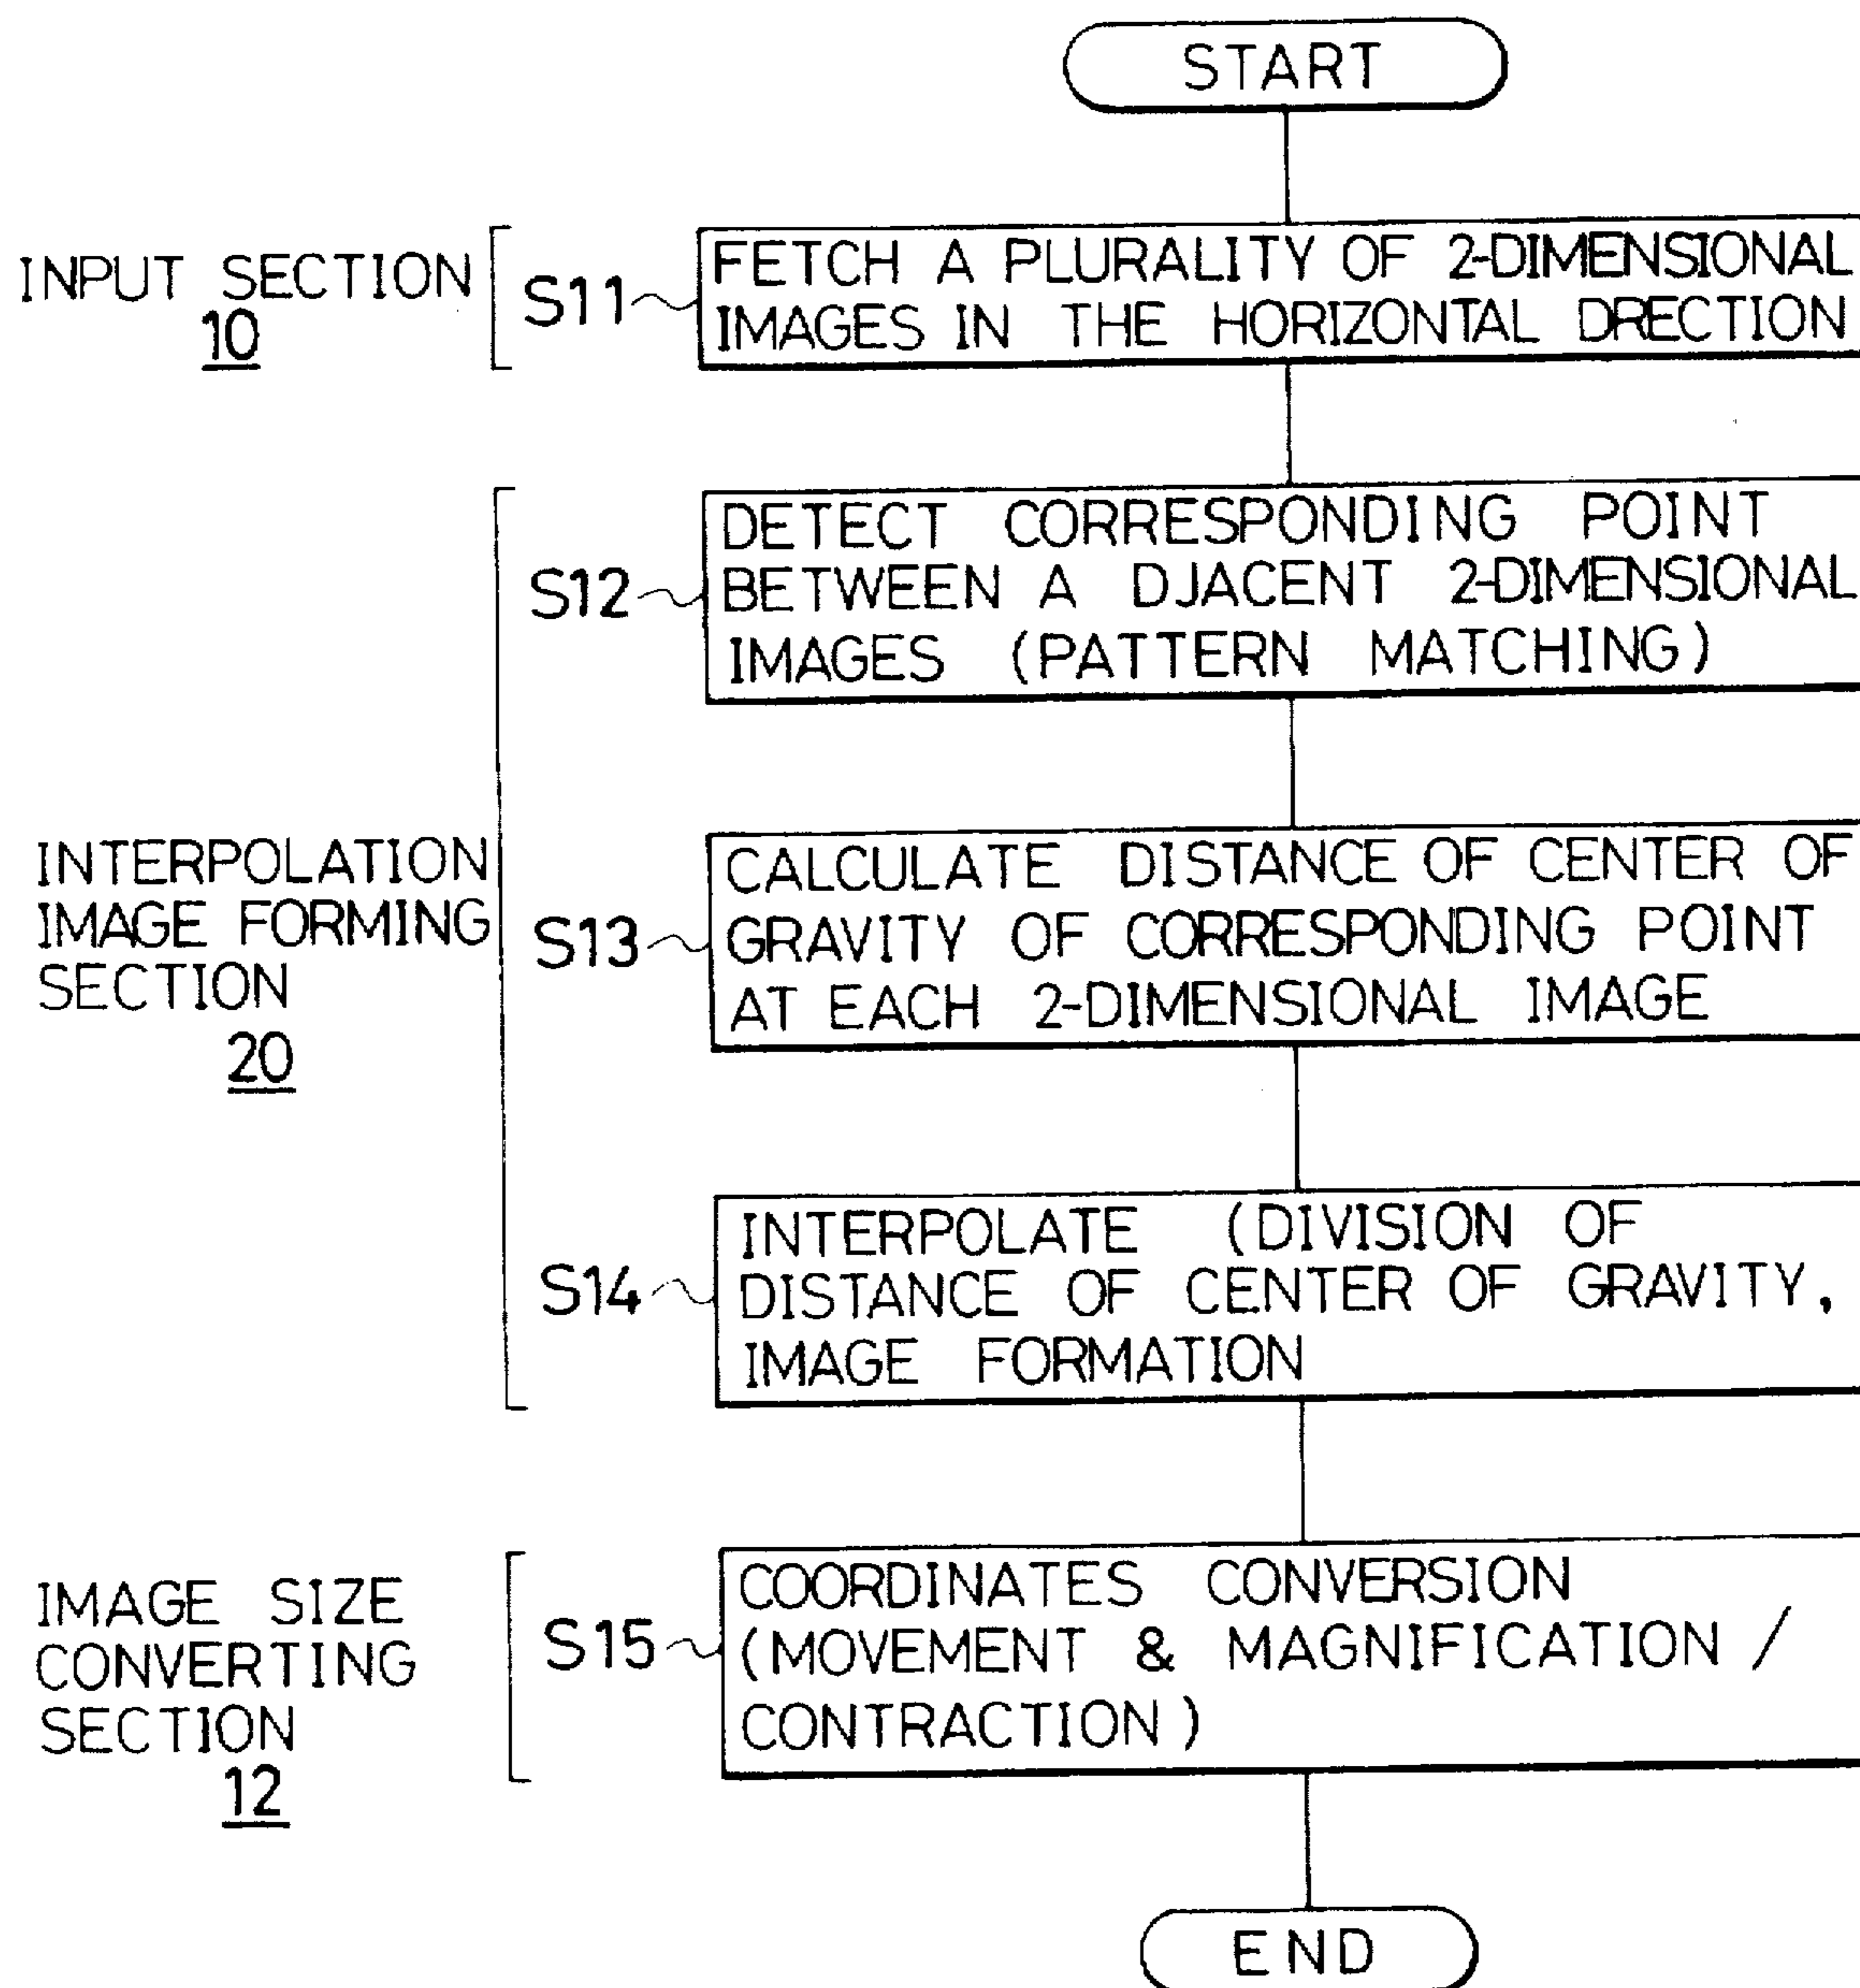 START
INPUT SECTION
10
S11
FETCH A PLURALITY OF 2-DIMENSIONAL
IMAGES IN THE HORIZONTAL DRECTION
S12
DETECT CORRESPONDING POINT
BETWEEN A DJACENT 2-DIMENSIONAL
IMAGES (PATTERN MATCHING)
INTERPOLATION
IMAGE FORMING
SECTION
20
S13
CALCULATE DISTANCE OF CENTER OF
GRAVITY OF CORRESPONDING POINT
AT EACH 2-DIMENSIONAL IMAGE
S14
INTERPOLATE (DIVISION OF
DISTANCE OF CENTER OF GRAVITY,
IMAGE FORMATION
IMAGE SIZE
CONVERTING
SECTION
12
S15
COORDINATES CONVERSION
(MOVEMENT & MAGNIFICATION /
CONTRACTION)
END